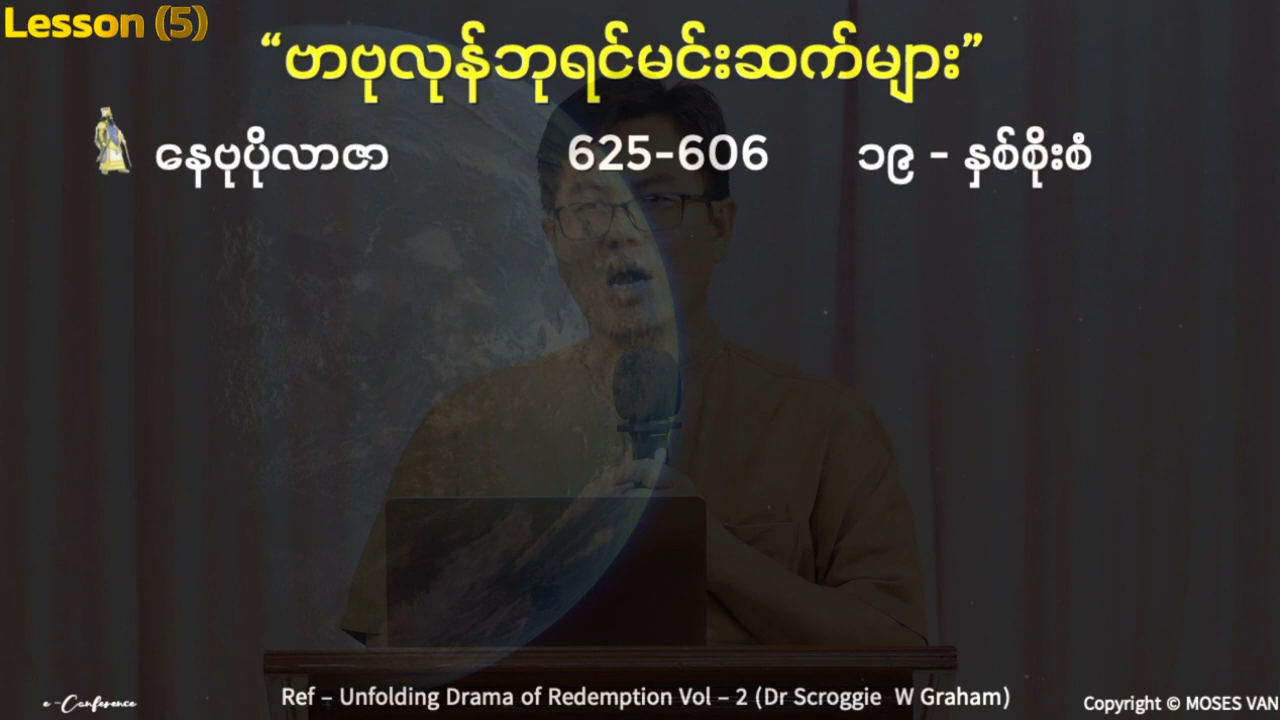 Lesson (5)
“ဗာဗုလုန်ဘုရင်မင်းဆက်များ”
နေဗုပိုလာဇာ 625-606 ၁၉ - နှစ်စိုးစံ
Ref – Unfolding Drama of Redemption Vol – 2 (Dr Scroggie W Graham)
e-Conference
Copyright © MOSES VAN